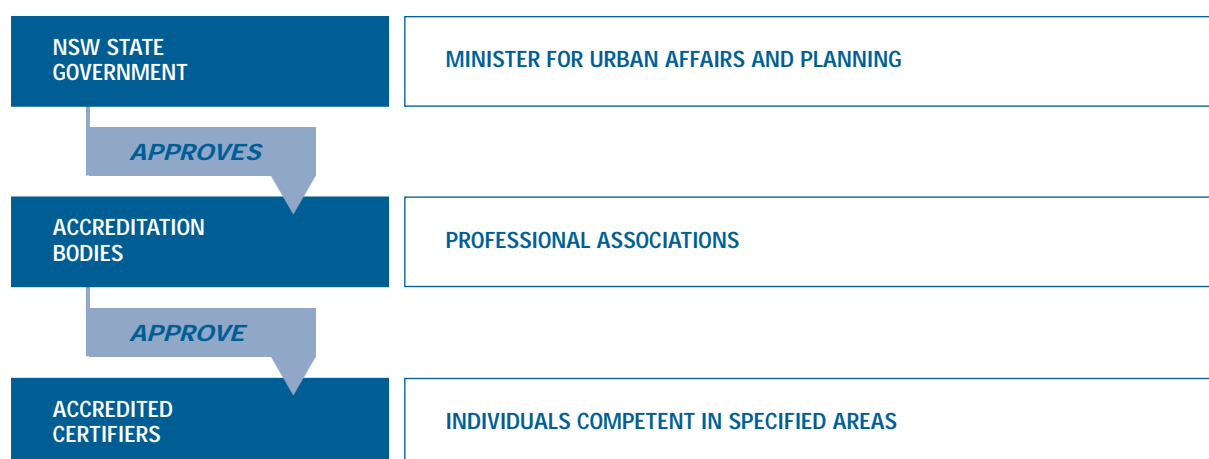 NSW STATE
GOVERNMENT
MINISTER FOR URBAN AFFAIRS AND PLANNING
APPROVES
ACCREDITATION
BODIES
PROFESSIONAL ASSOCIATIONS
APPROVE
ACCREDITED
CERTIFIERS
INDIVIDUALS COMPETENT IN SPECIFIED AREAS